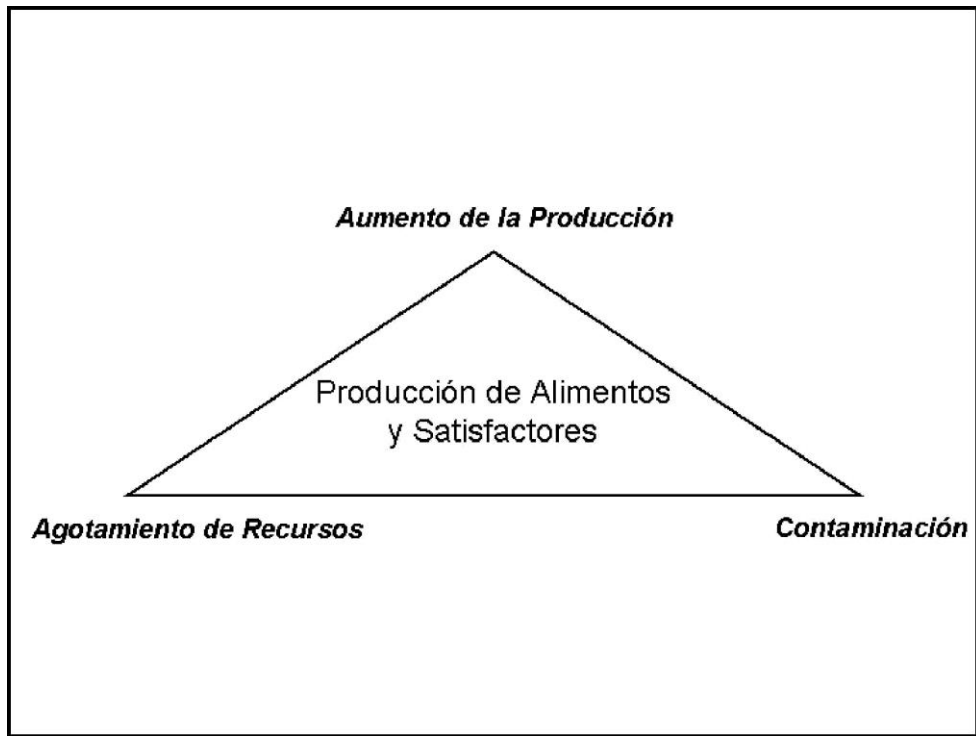 Aumento de la Producción
Producción de Alimentos
y Satisfactores
Agotamiento de Recursos
Contaminación